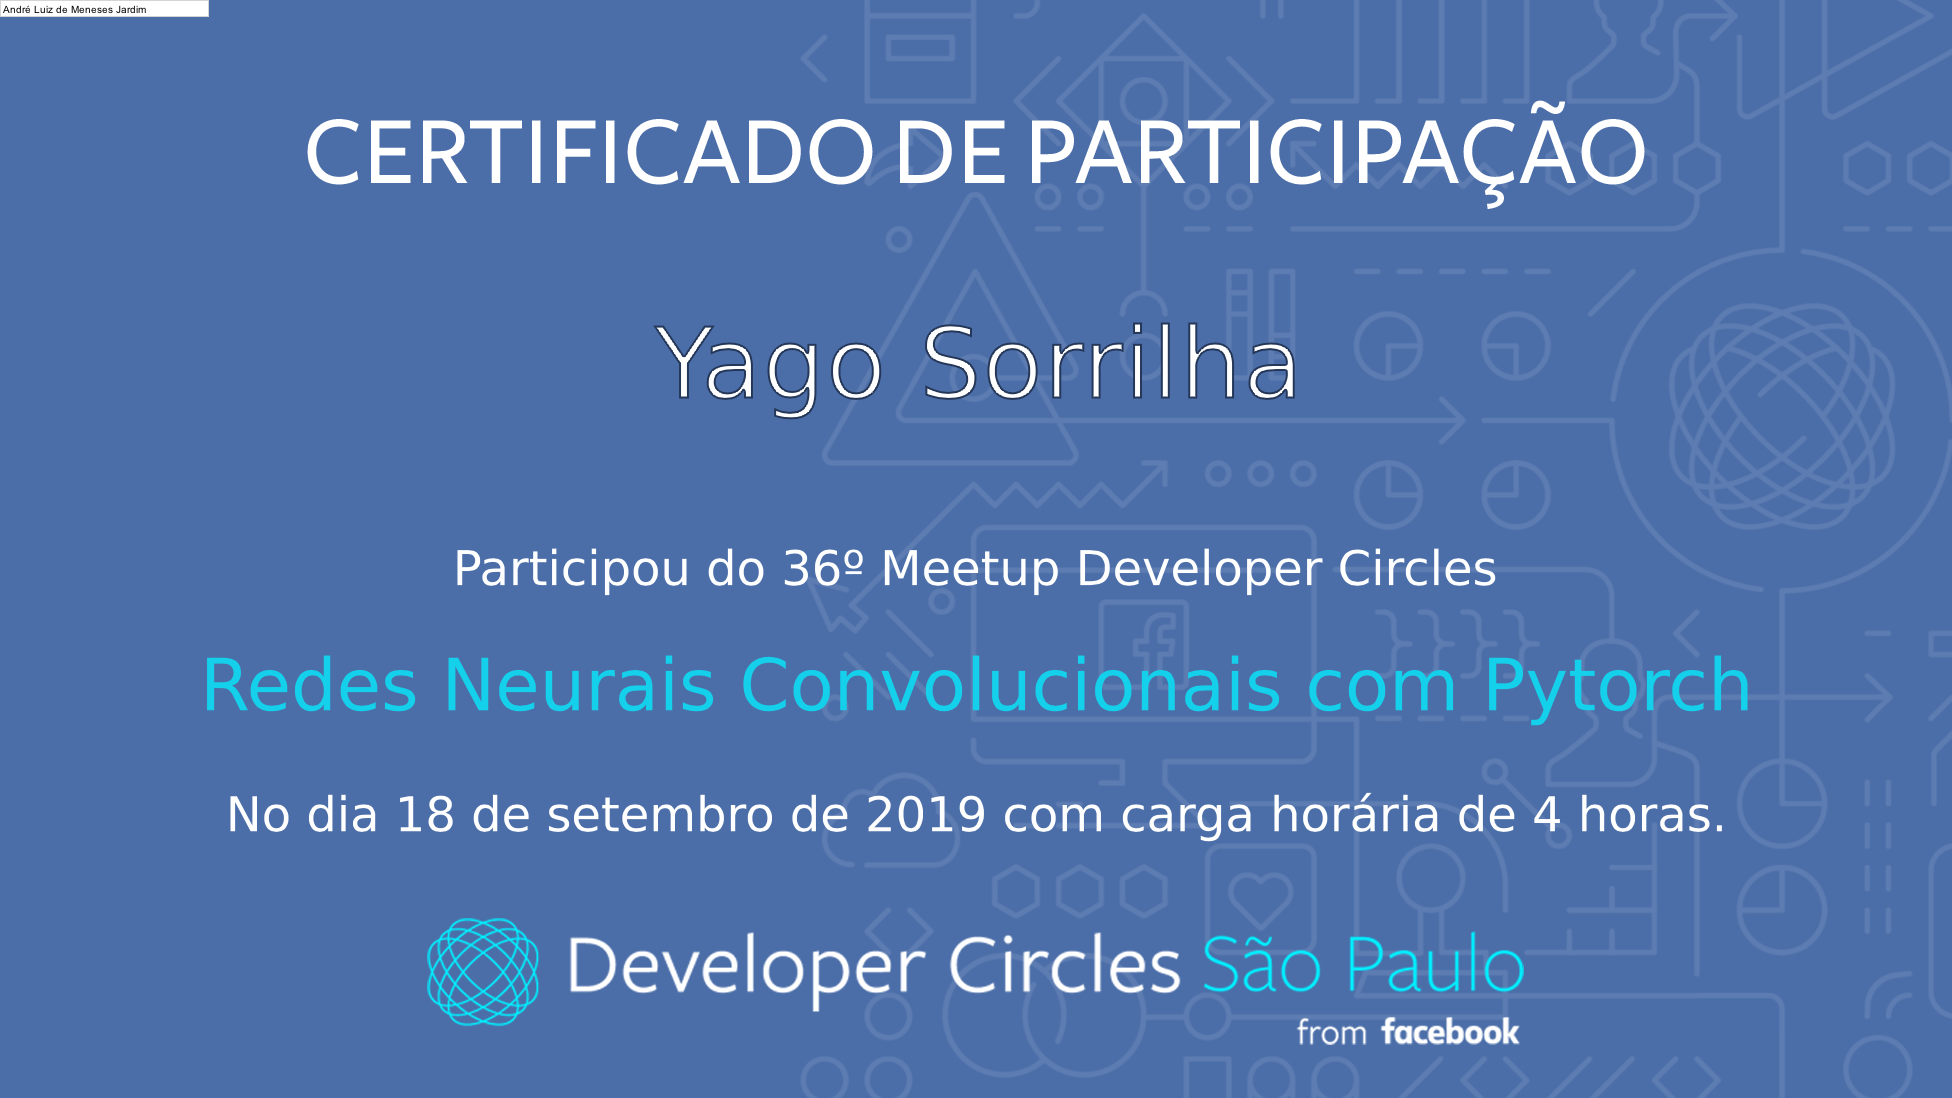 André Luiz de Meneses Jardim
CERTIFICADO DE PARTICIPAÇÃO
Yago Sorrilha
Participou do 36º Meetup Developer Circles
Redes Neurais Convolucionais com Pytorch
No dia 18 de setembro de 2019 com carga horária de 4 horas.
Developer Circles São Paulo
from facebook